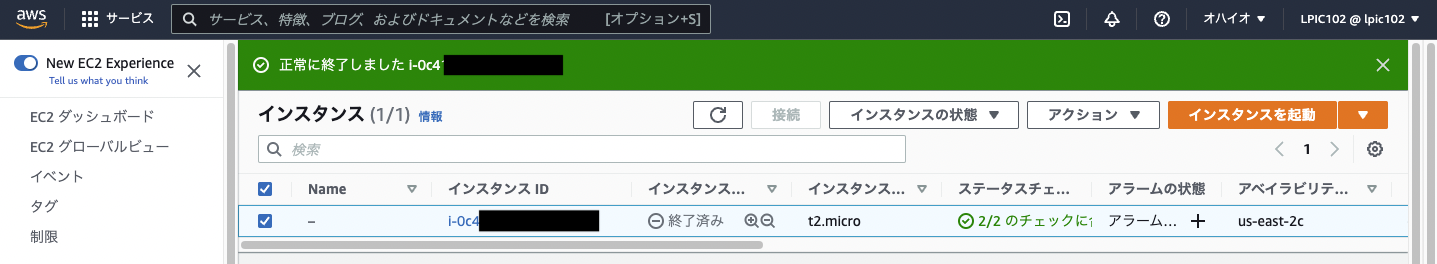 aws サービス サービス、特徴、ブログ、およびドキュメントなどを検索 [オプション+S] オハイオ ▼ LPIC102 @ lpic102 ▼
New EC2 Experience
Tell us what you think
EC2 ダッシュボード
EC2 グローバルビュー
イベント
タグ
制限
正常に終了しました i-0c4
インスタンス (1/1) 情報 接続 インスタンスの状態 ▼ アクション ▼ インスタンスを起動 ▼
検索 1
Name インスタンス ID インスタンス... インスタンス... ステータスチェ... アラームの状態 アベイラビリテ...
– i-0c4 終了済み t2.micro 2/2 のチェックに アラーム... + us-east-2c